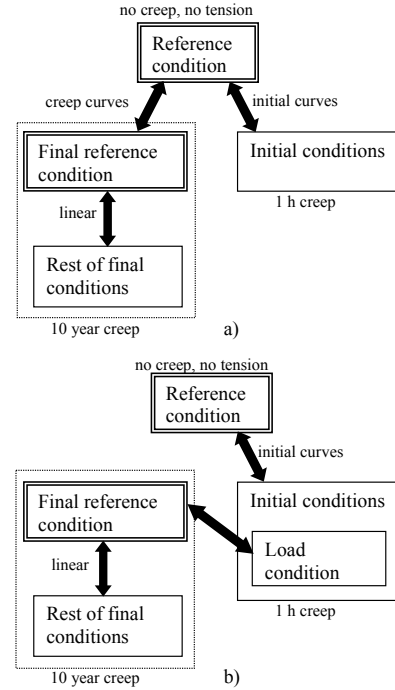 no creep, no tension
Reference
condition
creep curves
initial curves
Final reference
condition
Initial conditions
1 h creep
linear
Rest of final
conditions
10 year creep
a)
no creep, no tension
Reference
condition
initial curves
Final reference
condition
Initial conditions
Load
condition
linear
1 h creep
Rest of final
conditions
10 year creep
b)